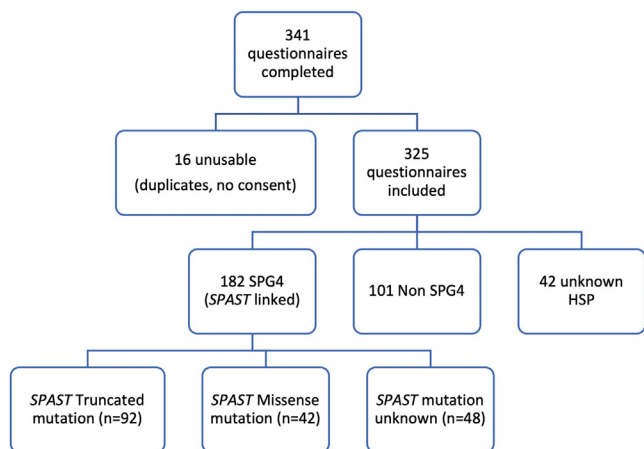 341
questionnaires
completed
16 unusable
(duplicates, no consent)
325
questionnaires
included
182 SPG4
(SPAST linked)
101 Non SPG4
42 unknown
HSP
SPAST Truncated
mutation (n=92)
SPAST Missense
mutation (n=42)
SPAST mutation
unknown (n=48)